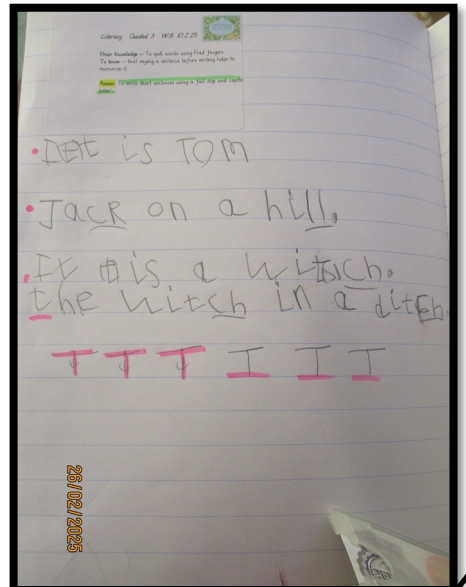 Literacy Guided 3 W.B. 10.2.25
Prior Knowledge – To spell words using fred fingers.
To know – that saying a sentence before writing helps to
memorise it.
To write short sentences using a full stop and capital
letter.
It is TOM
Jack on a hill.
It is a witch.
the witch in a ditch.
T T T I I I
26/02/2025